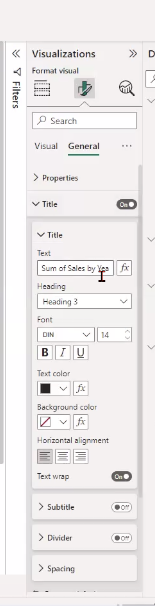 Visualizations
D
Format visual
Filters
Search
Visual General
Properties
Title On
Title
Text
Sum of Sales by Yea fx
Heading
Heading 3
Font
DIN 14
B I U
Text color
fx
Background color
fx
Horizontal alignment
Text wrap On
Subtitle Off
Divider Off
Spacing